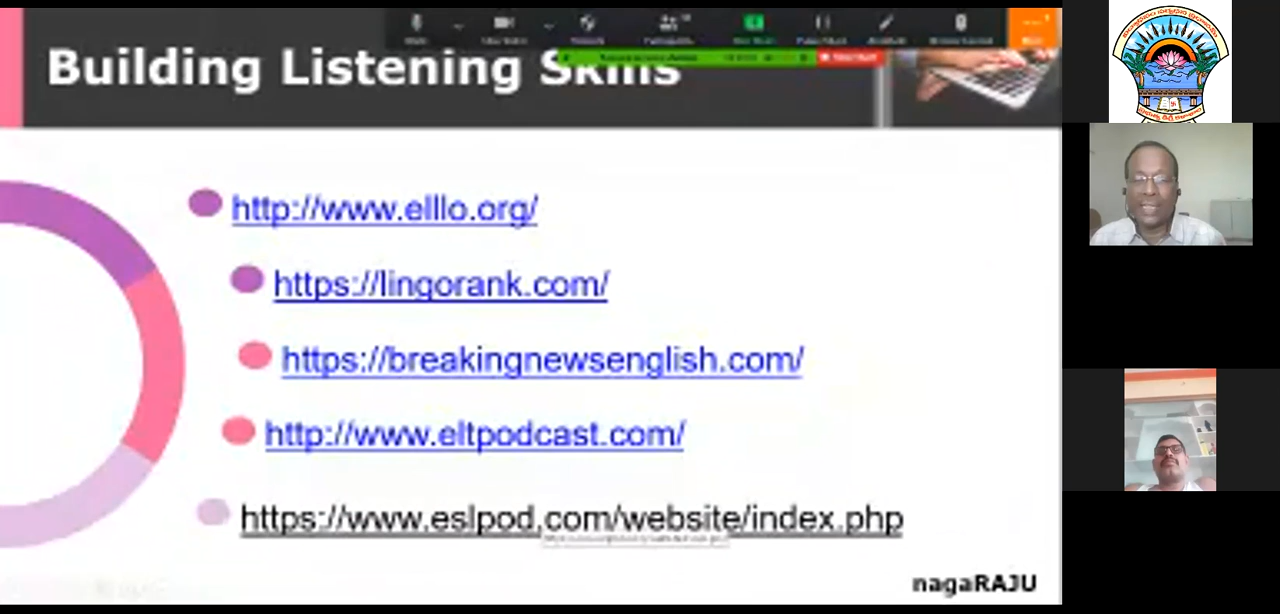 Building Listening Skills
http://www.elllo.org/
https://lingorank.com/
https://breakingnewsenglish.com/
http://www.eltpodcast.com/
https://www.eslpod.com/website/index.php
nagaRAJU